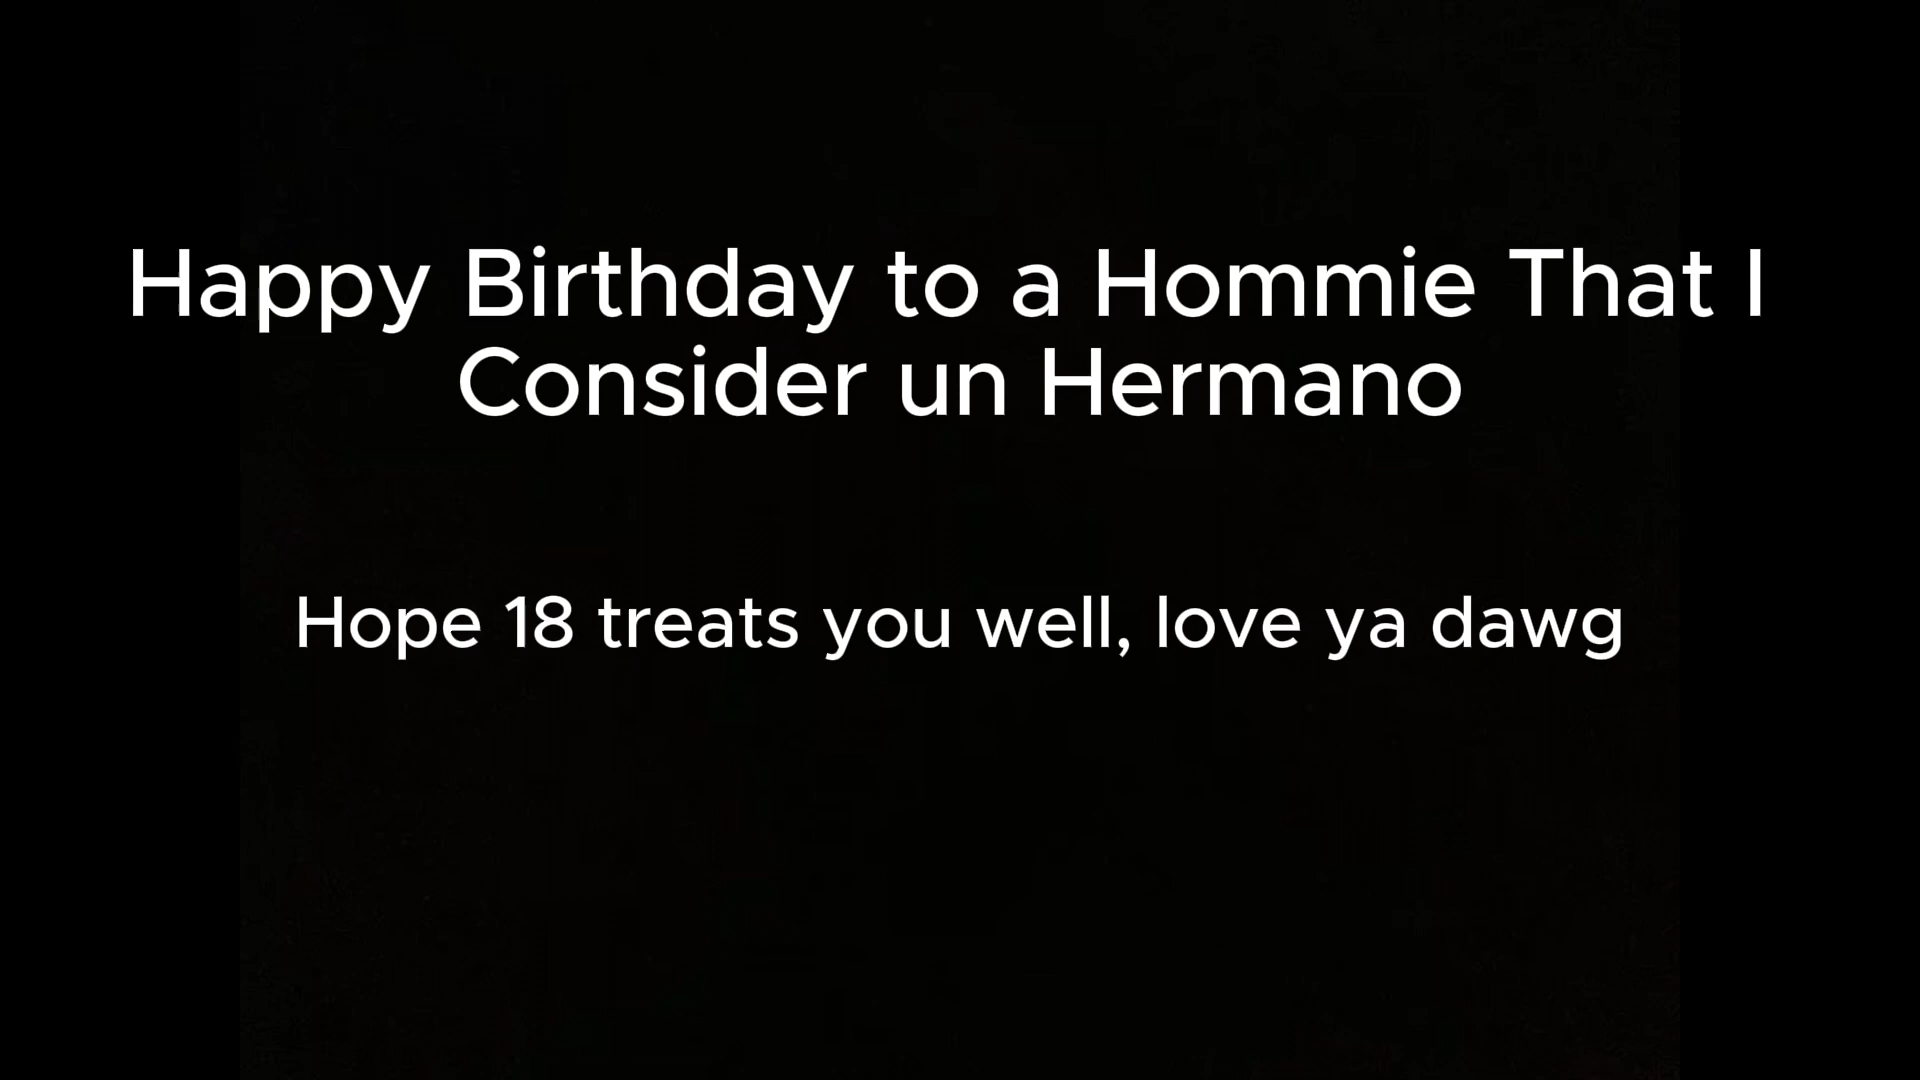 Happy Birthday to a Hommie That I
Consider un Hermano
Hope 18 treats you well, love ya dawg